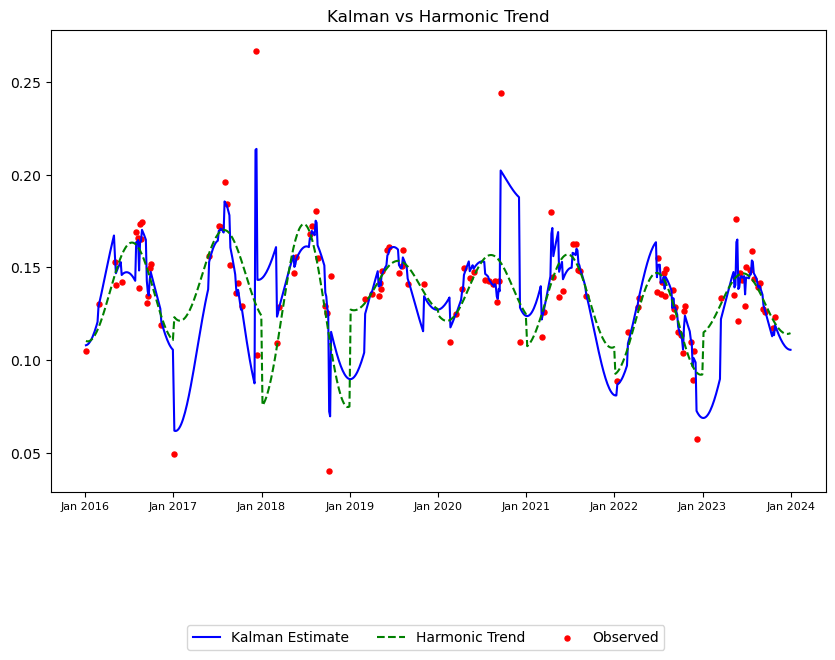 Kalman vs Harmonic Trend
0.25
0.20
0.15
0.10
0.05
Jan 2016 Jan 2017 Jan 2018 Jan 2019 Jan 2020 Jan 2021 Jan 2022 Jan 2023 Jan 2024
Kalman Estimate Harmonic Trend Observed